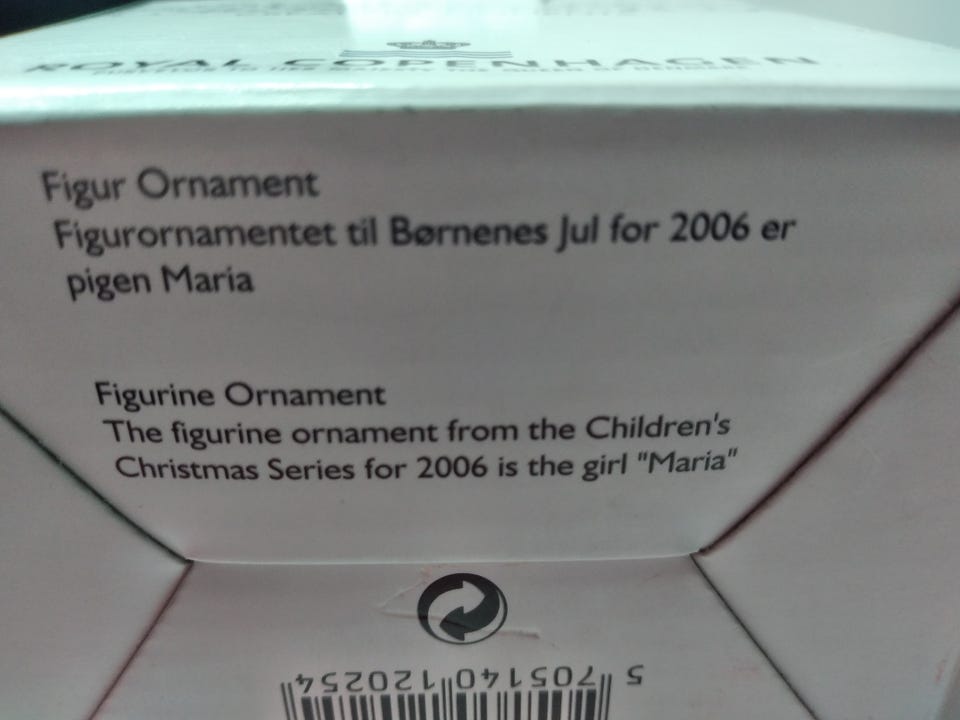 ROYAL COPENHAGEN
Figur Ornament
Figurornamentet til Børnenes Jul for 2006 er
pigen Maria
Figurine Ornament
The figurine ornament from the Children's
Christmas Series for 2006 is the girl "Maria"
5 705140 120254